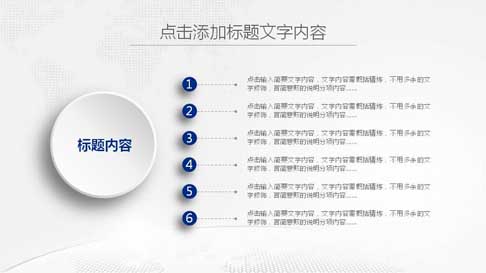 点击添加标题文字内容
标题内容
1
点击输入简要文字内容，文字内容需概括精炼，不用多余的文
字修饰，言简意赅的说明分项内容……
2
点击输入简要文字内容，文字内容需概括精炼，不用多余的文
字修饰，言简意赅的说明分项内容……
3
点击输入简要文字内容，文字内容需概括精炼，不用多余的文
字修饰，言简意赅的说明分项内容……
4
点击输入简要文字内容，文字内容需概括精炼，不用多余的文
字修饰，言简意赅的说明分项内容……
5
点击输入简要文字内容，文字内容需概括精炼，不用多余的文
字修饰，言简意赅的说明分项内容……
6
点击输入简要文字内容，文字内容需概括精炼，不用多余的文
字修饰，言简意赅的说明分项内容……